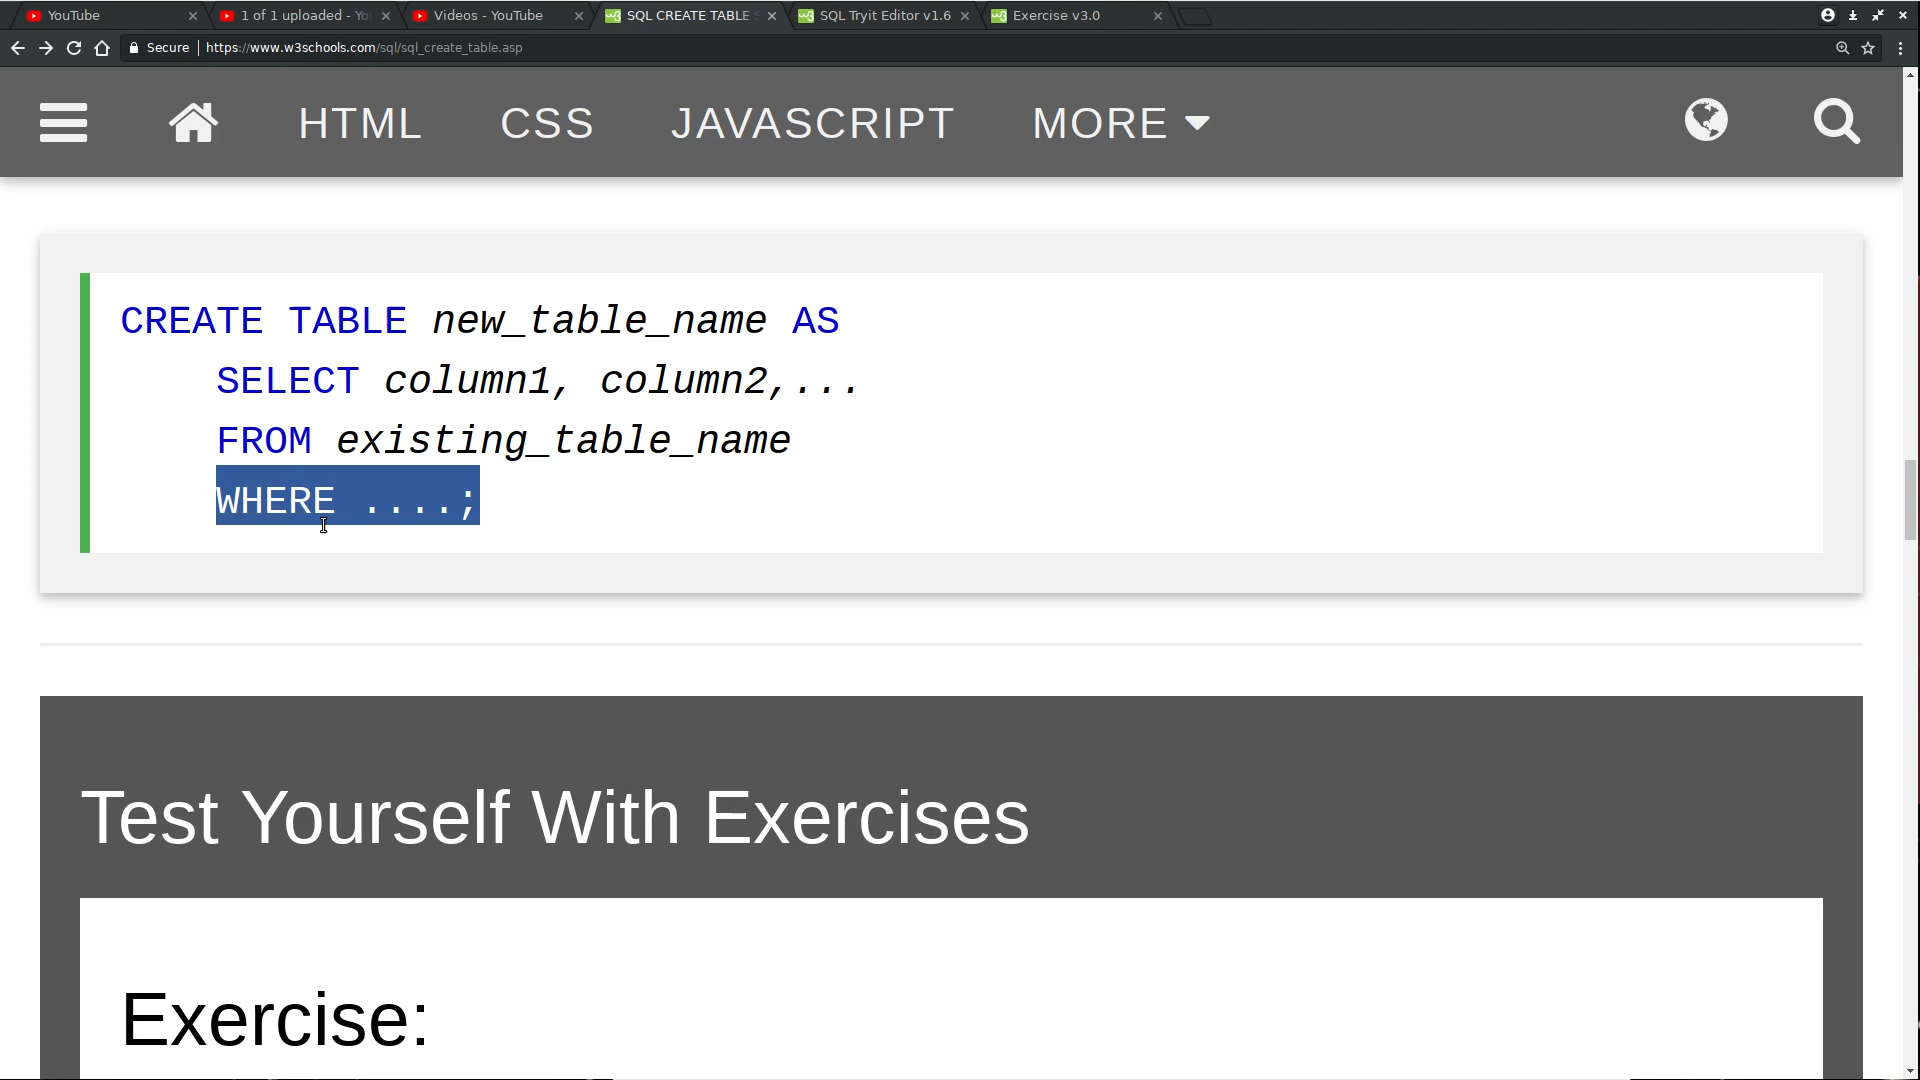 YouTube
1 of 1 uploaded - Yo
Videos - YouTube
SQL CREATE TABLE
SQL Tryit Editor v1.6
Exercise v3.0
Secure
https://www.w3schools.com/sql/sql_create_table.asp
HTML CSS JAVASCRIPT MORE
CREATE TABLE new_table_name AS
SELECT column1, column2,...
FROM existing_table_name
WHERE ....;
Test Yourself With Exercises
Exercise: